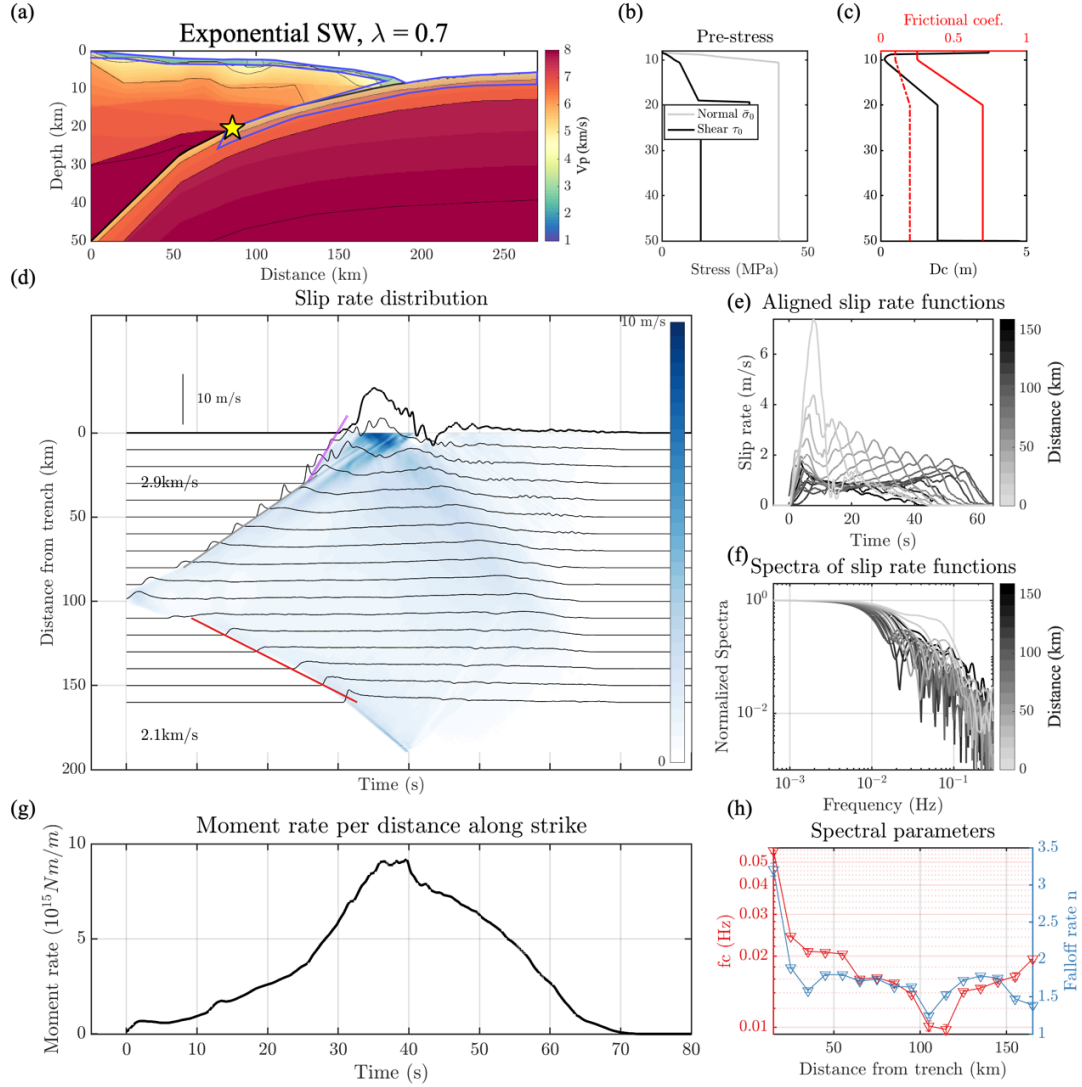 (a)
Exponential SW, λ = 0.7
0
10
20
30
40
50
Depth (km)
0
50
100
150
200
250
Distance (km)
8
7
6
5
4
3
2
1
Vp (km/s)
(b)
Pre-stress
10
20
30
40
50
0
50
Stress (MPa)
Normal σ̄₀
Shear τ₀
(c)
Frictional coef.
0
0.5
1
10
20
30
40
50
0
5
Dc (m)
(d)
Slip rate distribution
10 m/s
0
10 m/s
2.9km/s
2.1km/s
0
50
100
150
200
Distance from trench (km)
Time (s)
(e)
Aligned slip rate functions
6
4
2
0
Slip rate (m/s)
0
20
40
60
Time (s)
150
100
50
0
Distance (km)
(f)
Spectra of slip rate functions
10⁰
10⁻²
Normalized Spectra
10⁻³
10⁻²
10⁻¹
Frequency (Hz)
150
100
50
0
Distance (km)
(g)
Moment rate per distance along strike
10
5
0
Moment rate (10¹⁵Nm/m)
0
10
20
30
40
50
60
70
80
Time (s)
(h)
Spectral parameters
0.05
0.04
0.03
0.02
0.01
fc (Hz)
50
100
150
Distance from trench (km)
3.5
3
2.5
2
1.5
1
Falloff rate n